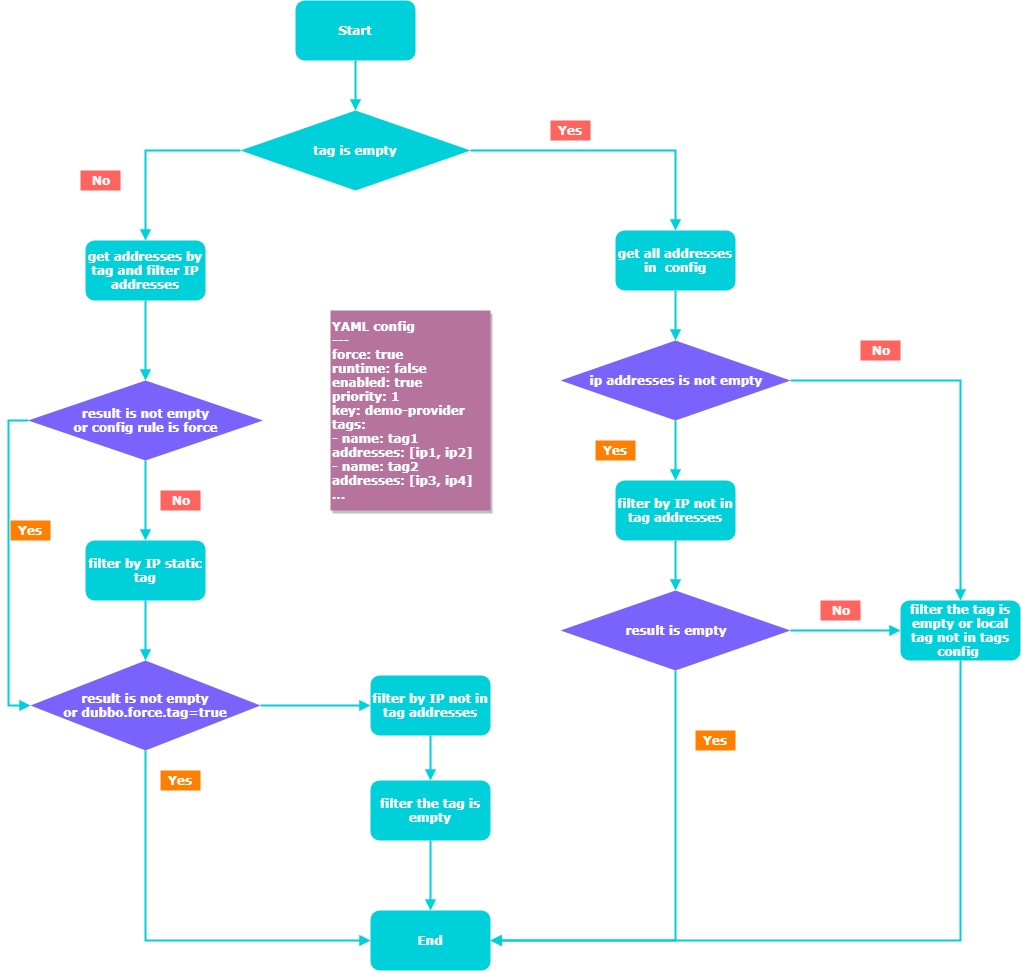 Start
tag is empty
Yes
No
get addresses by
tag and filter IP
addresses
get all addresses
in  config
YAML config
---
force: true
runtime: false
enabled: true
priority: 1
key: demo-provider
tags:
- name: tag1
addresses: [ip1, ip2]
- name: tag2
addresses: [ip3, ip4]
...
No
ip addresses is not empty
result is not empty
or config rule is force
Yes
No
Yes
filter by IP not in
tag addresses
filter by IP static
tag
result is empty
No
filter the tag is
empty or local
tag not in tags
config
result is not empty
or dubbo.force.tag=true
filter by IP not in
tag addresses
Yes
Yes
filter the tag is
empty
End